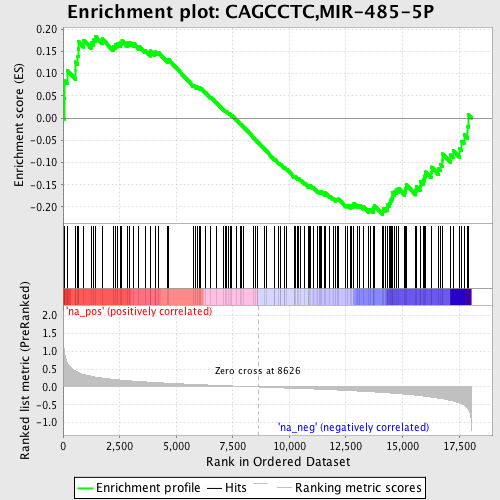 Enrichment plot: CAGCCTC,MIR-485-5P
Enrichment score (ES)
0.20
0.15
0.10
0.05
0.00
-0.05
-0.10
-0.15
-0.20
'na_pos' (positively correlated)
Ranked list metric (PreRanked)
2.0
1.5
1.0
0.5
0.0
-0.5
-1.0
Zero cross at 8626
'na_neg' (negatively correlated)
0
2,500
5,000
7,500
10,000
12,500
15,000
17,500
Rank in Ordered Dataset
Enrichment profile
Hits
Ranking metric scores